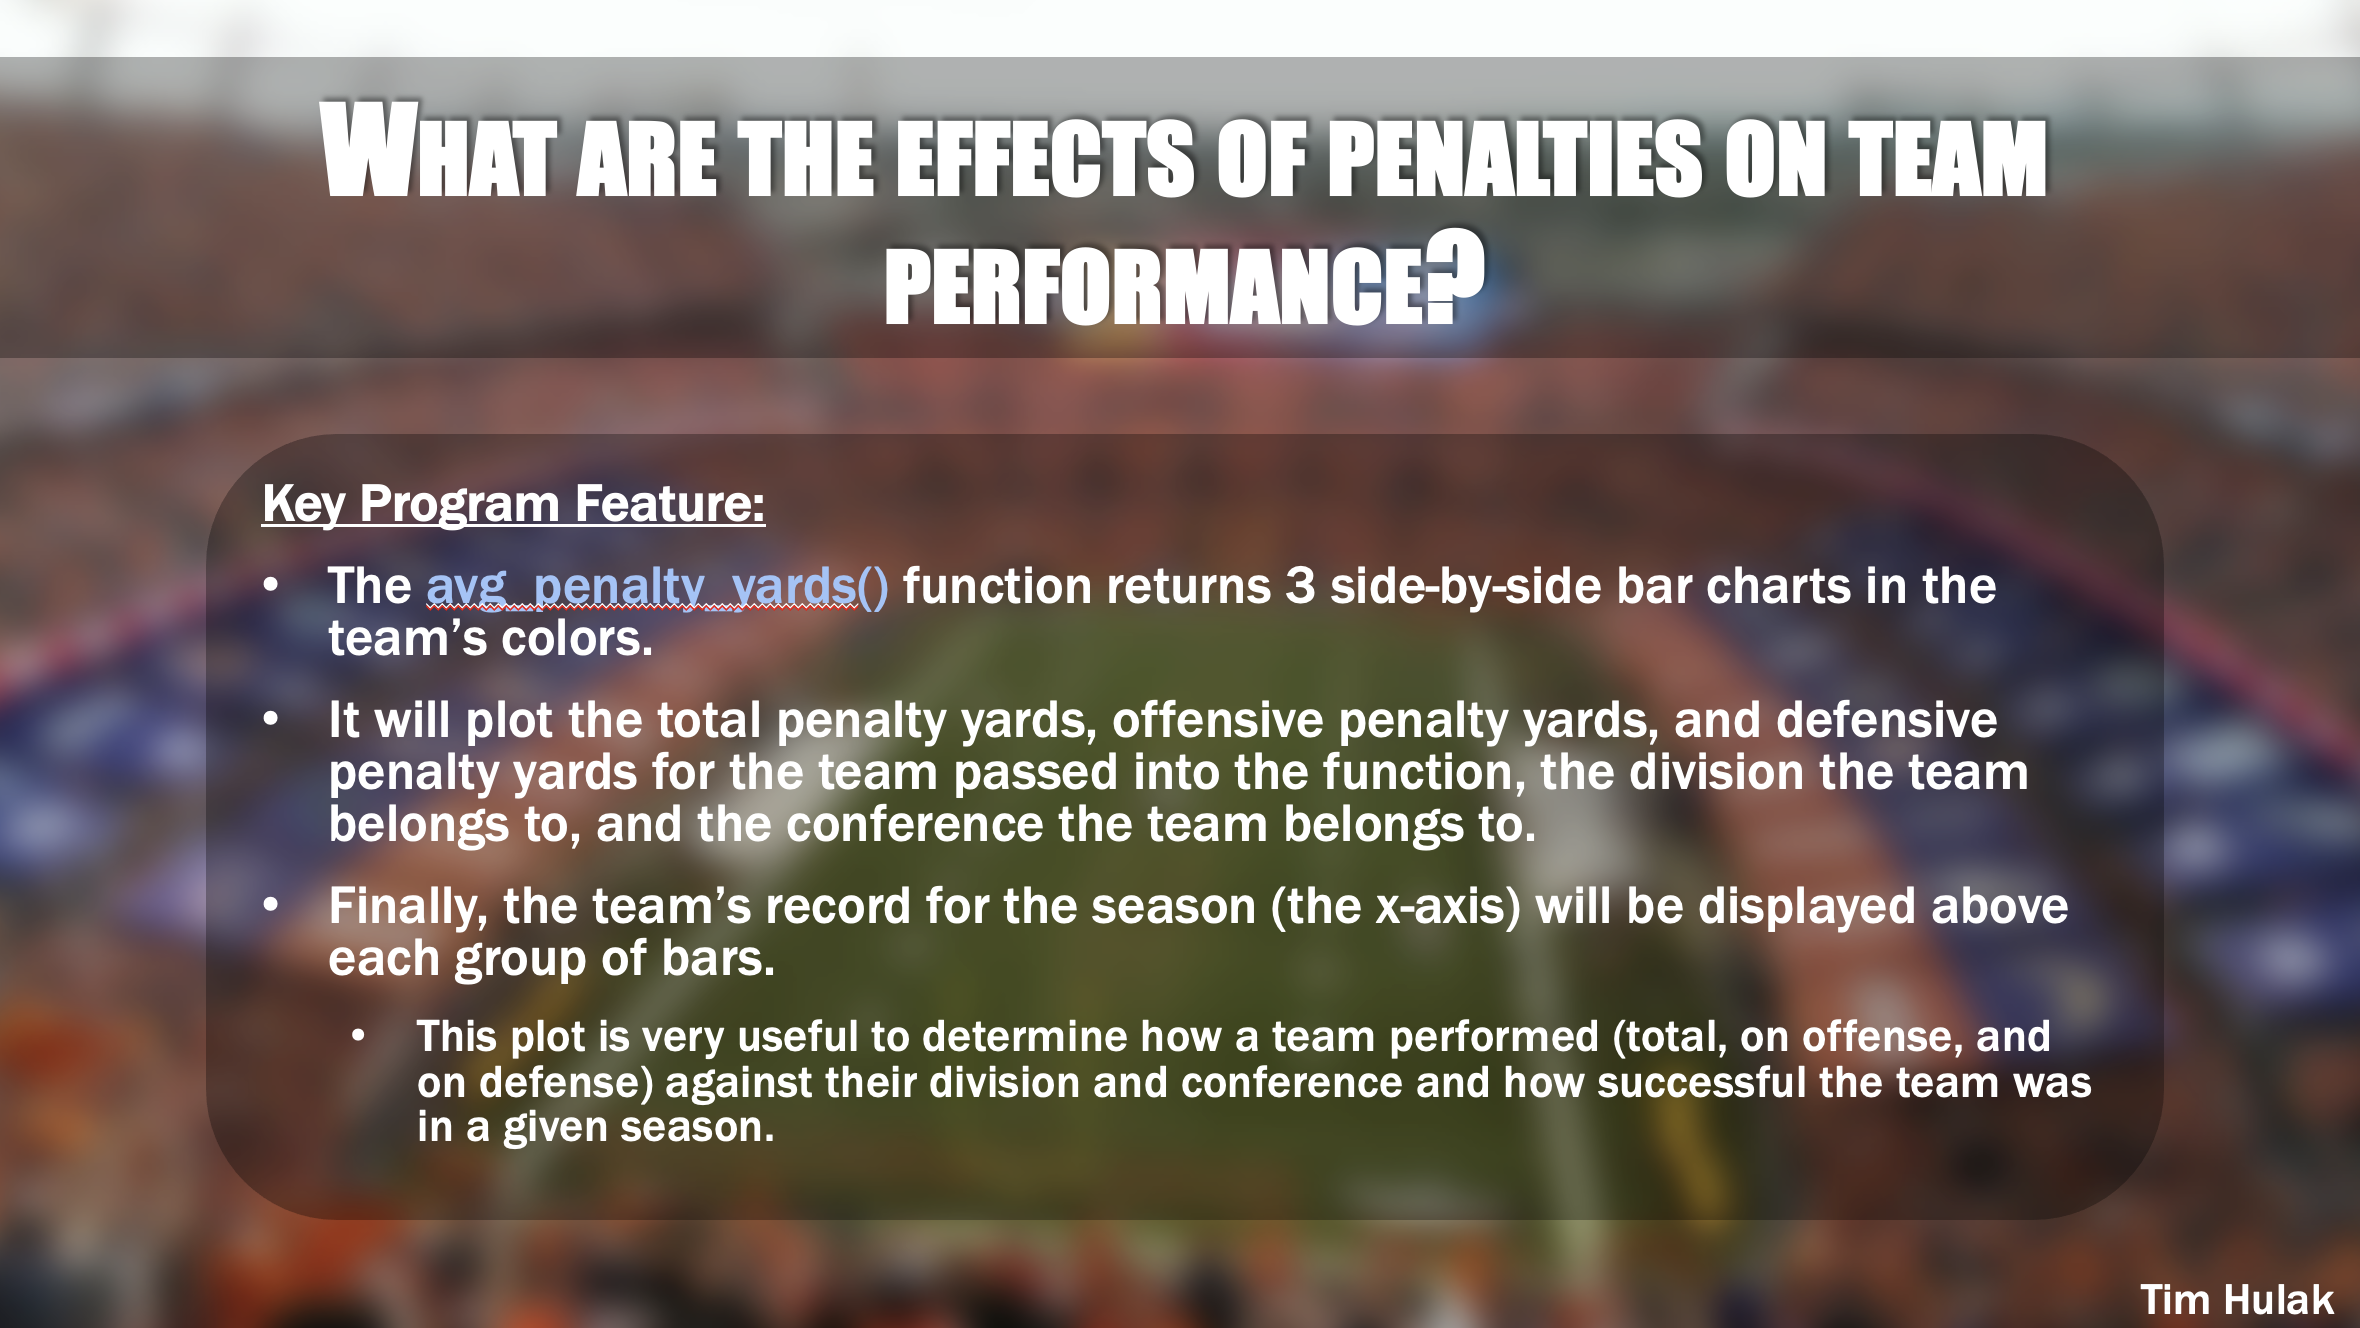 What are the effects of penalties on team
performance?
Key Program Feature:
• The avg_penalty_yards() function returns 3 side-by-side bar charts in the
team’s colors.
• It will plot the total penalty yards, offensive penalty yards, and defensive
penalty yards for the team passed into the function, the division the team
belongs to, and the conference the team belongs to.
• Finally, the team’s record for the season (the x-axis) will be displayed above
each group of bars.
• This plot is very useful to determine how a team performed (total, on offense, and
on defense) against their division and conference and how successful the team was
in a given season.
Tim Hulak